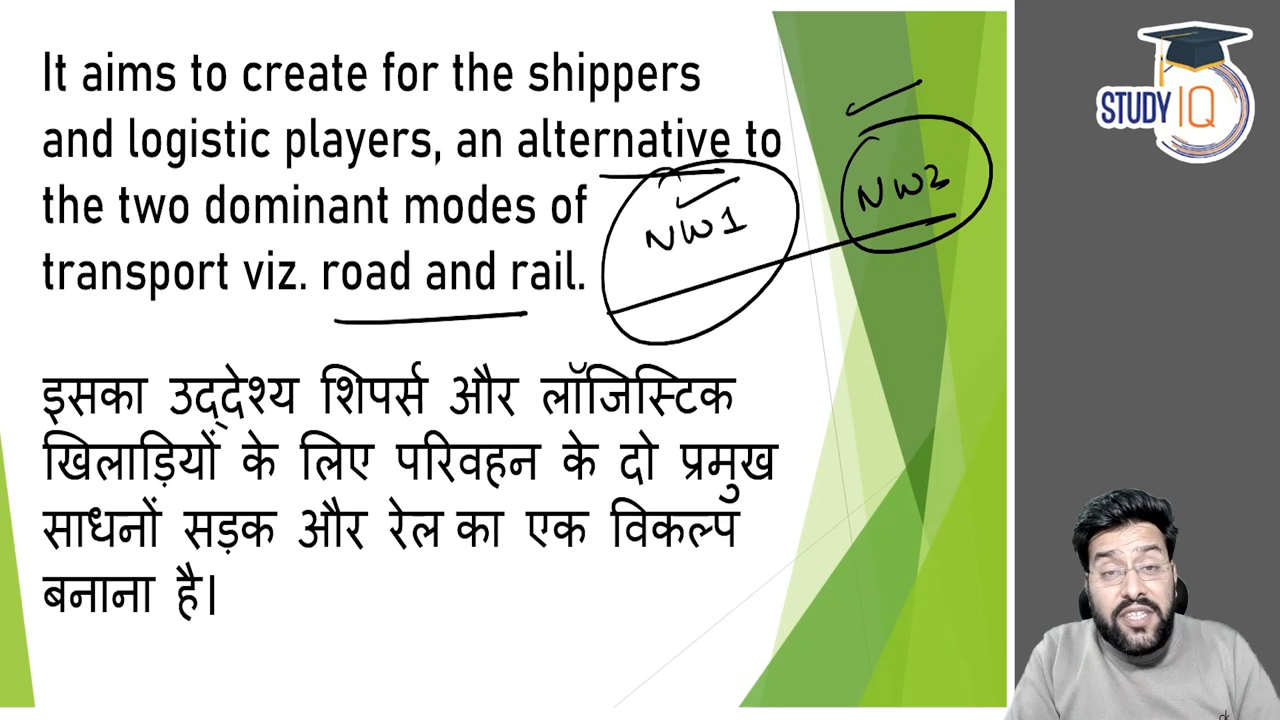 It aims to create for the shippers
and logistic players, an alternative to
the two dominant modes of
transport viz. road and rail.
NW1
NW2
इसका उद्देश्य शिपर्स और लॉजिस्टिक
खिलाड़ियों के लिए परिवहन के दो प्रमुख
साधनों सड़क और रेल का एक विकल्प
बनाना है।
STUDY IQ